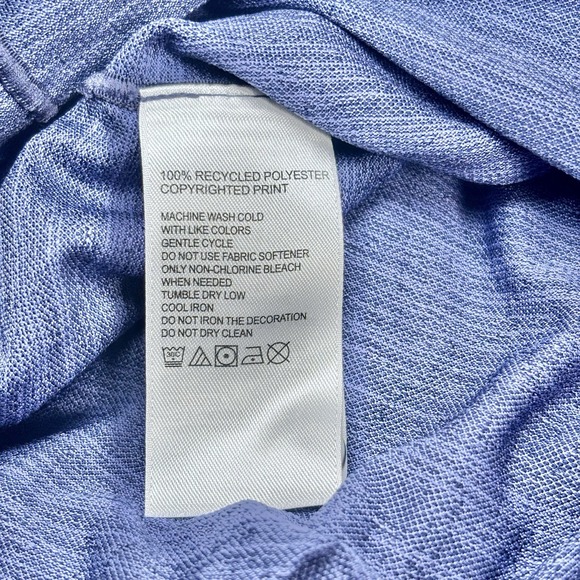 100% RECYCLED POLYESTER
COPYRIGHTED PRINT
MACHINE WASH COLD
WITH LIKE COLORS
GENTLE CYCLE
DO NOT USE FABRIC SOFTENER
ONLY NON-CHLORINE BLEACH
WHEN NEEDED
TUMBLE DRY LOW
COOL IRON
DO NOT IRON THE DECORATION
DO NOT DRY CLEAN
30C